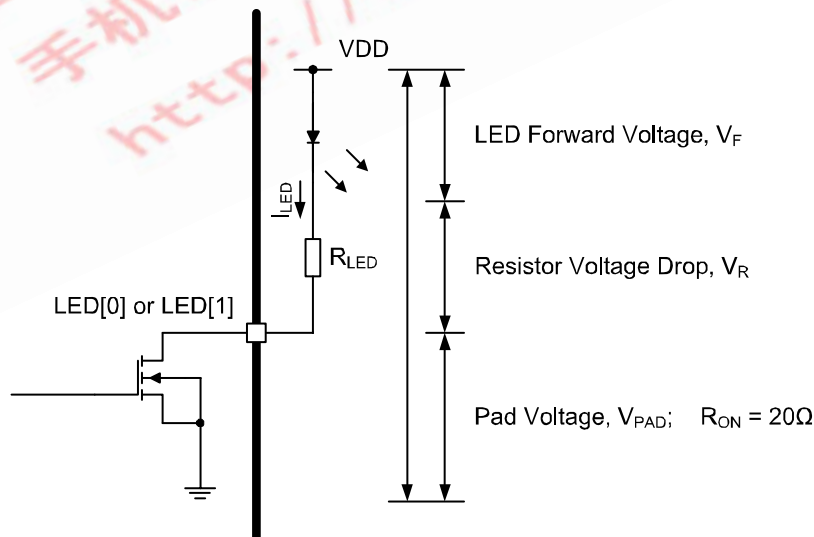 手机
http://
VDD
LED Forward Voltage, VF
ILED
RLED
Resistor Voltage Drop, VR
LED[0] or LED[1]
Pad Voltage, VPAD; RON = 20Ω